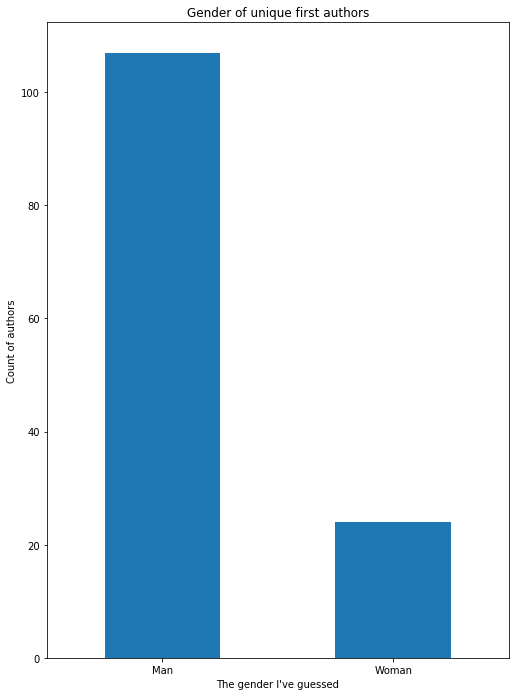 Gender of unique first authors
100
80
60
40
20
0
Count of authors
Man
Woman
The gender I've guessed